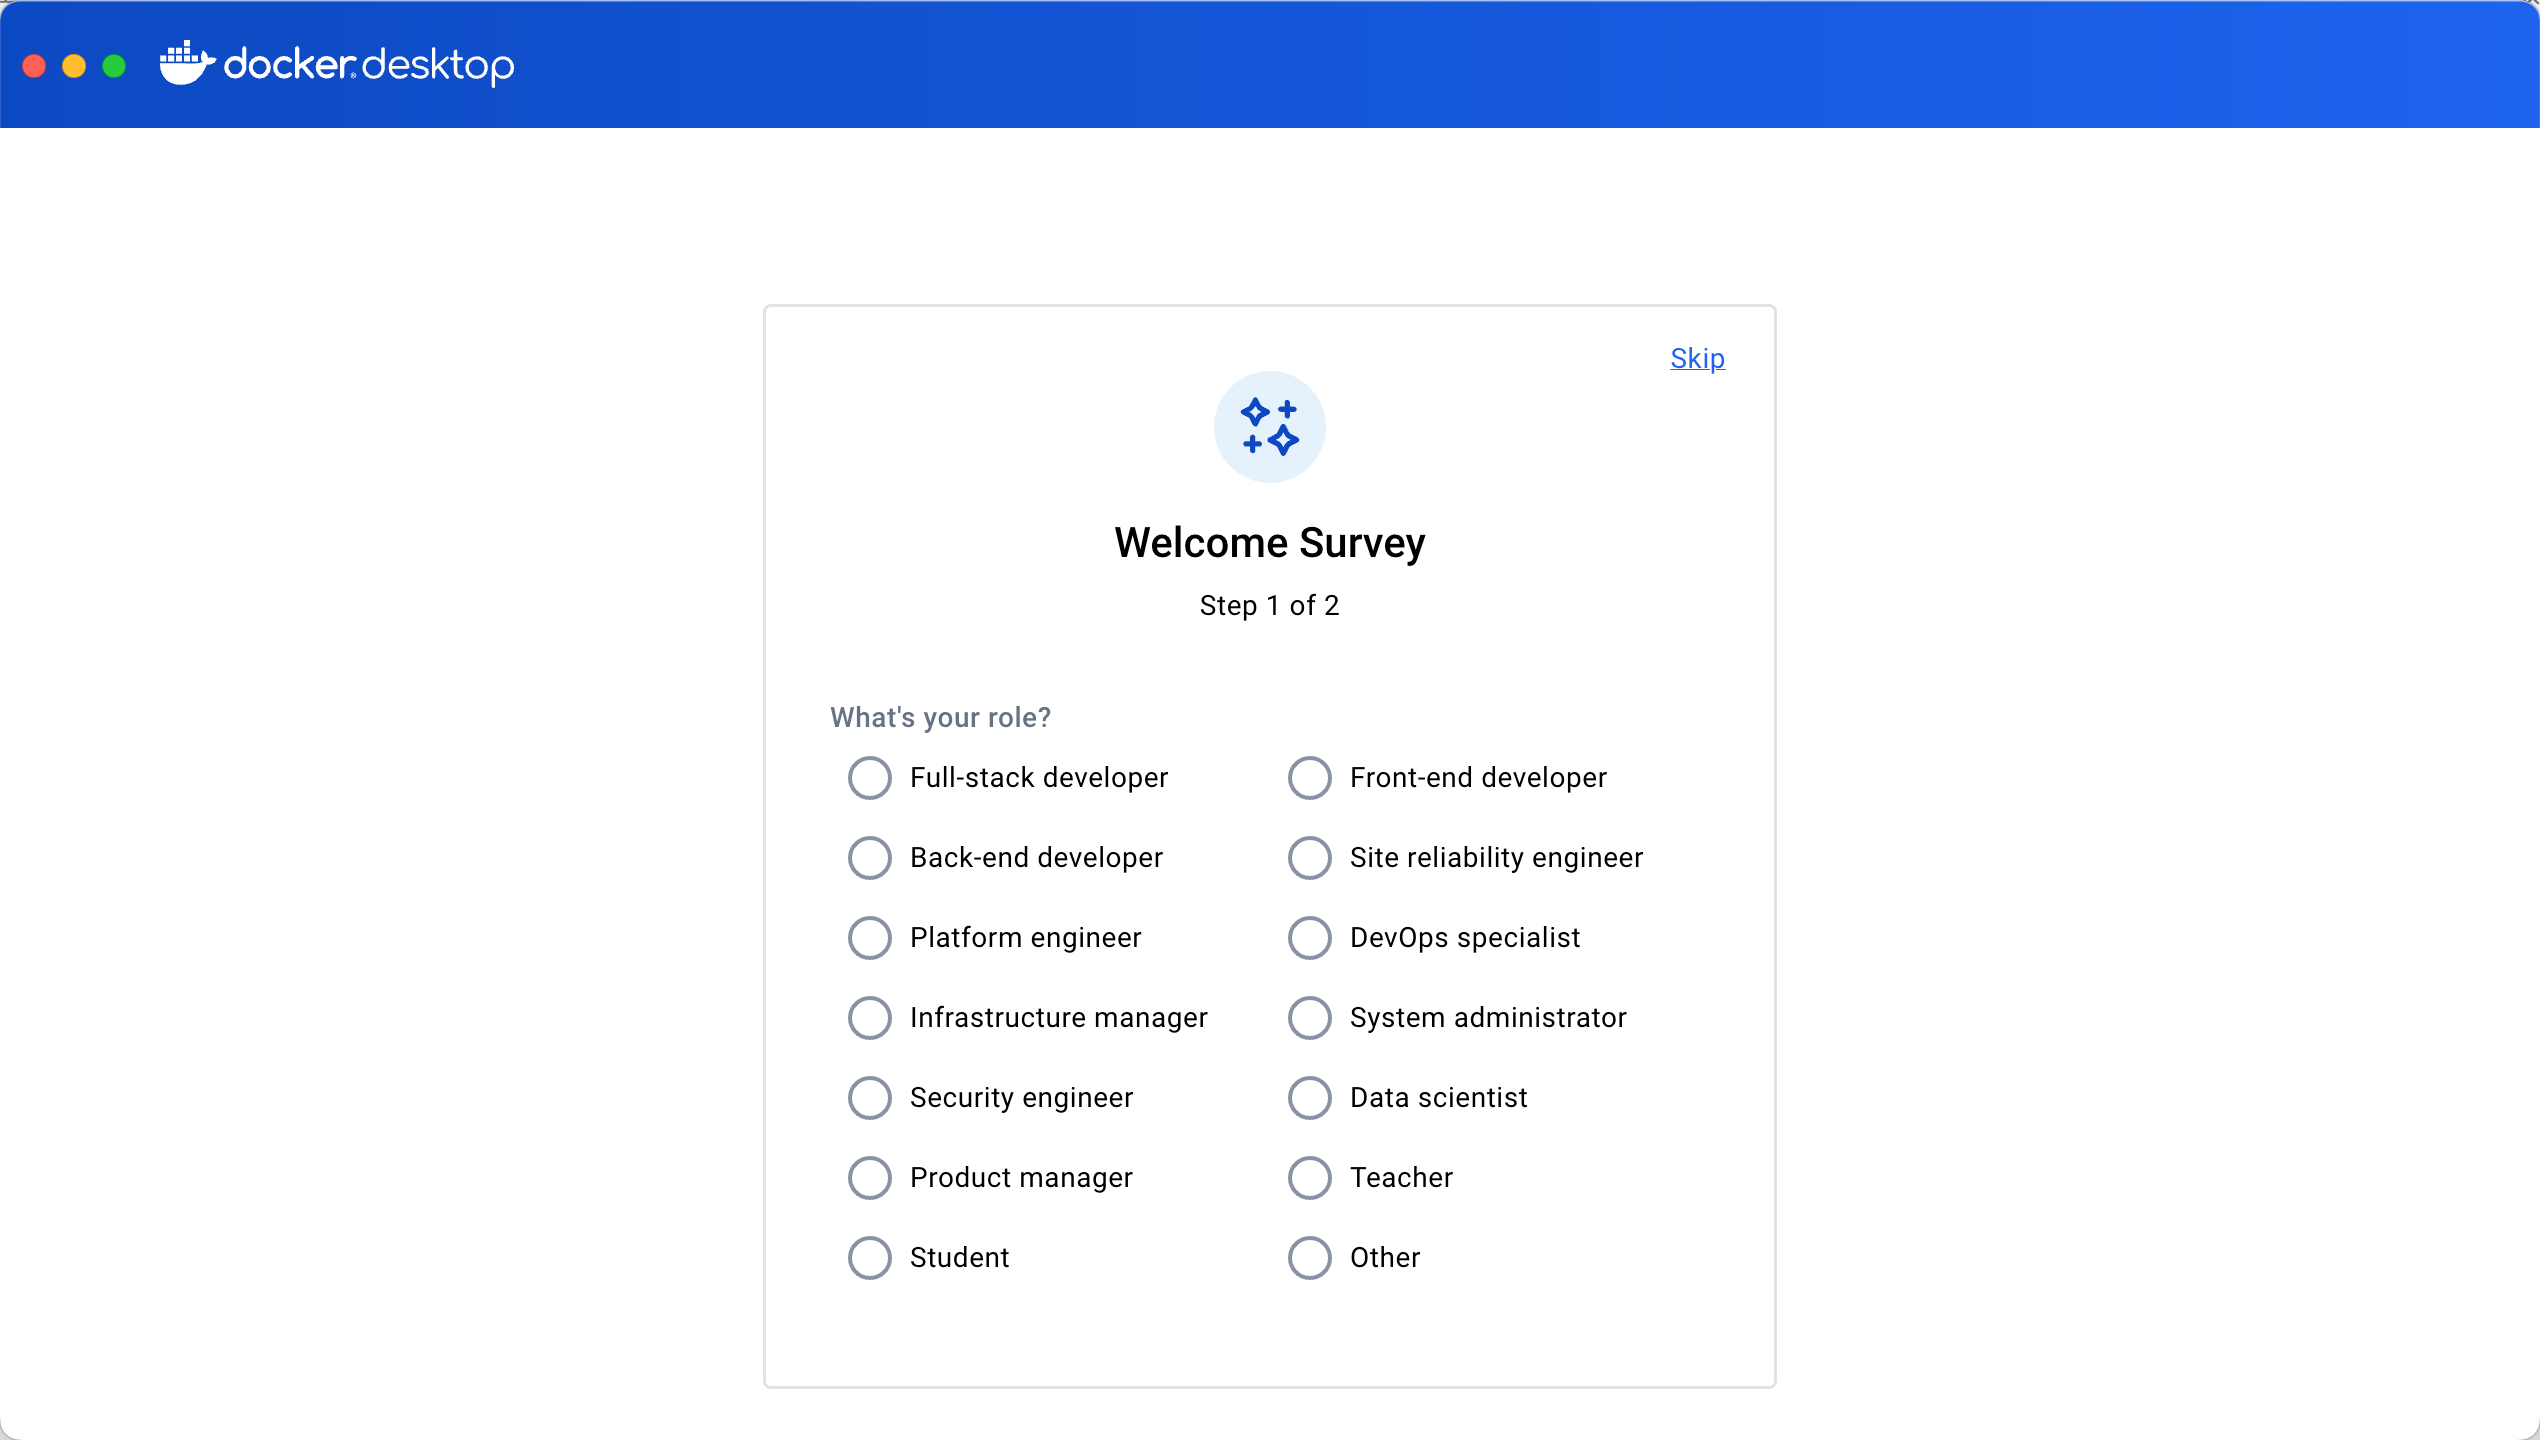 docker desktop
Skip
Welcome Survey
Step 1 of 2
What's your role?
Full-stack developer
Front-end developer
Back-end developer
Site reliability engineer
Platform engineer
DevOps specialist
Infrastructure manager
System administrator
Security engineer
Data scientist
Product manager
Teacher
Student
Other